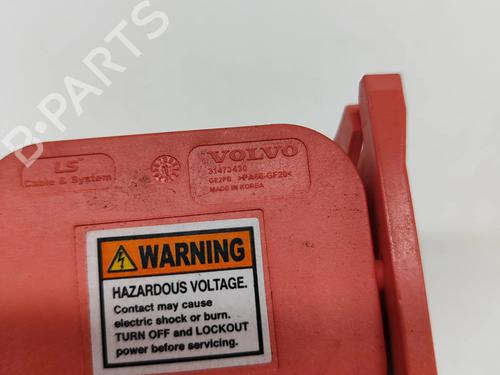 B-PARTS
LS
Cable & System
VOLVO
31473430
GE2PB >PA66-GF20<
MADE IN KOREA
WARNING
HAZARDOUS VOLTAGE.
Contact may cause
electric shock or burn.
TURN OFF and LOCKOUT
power before servicing.